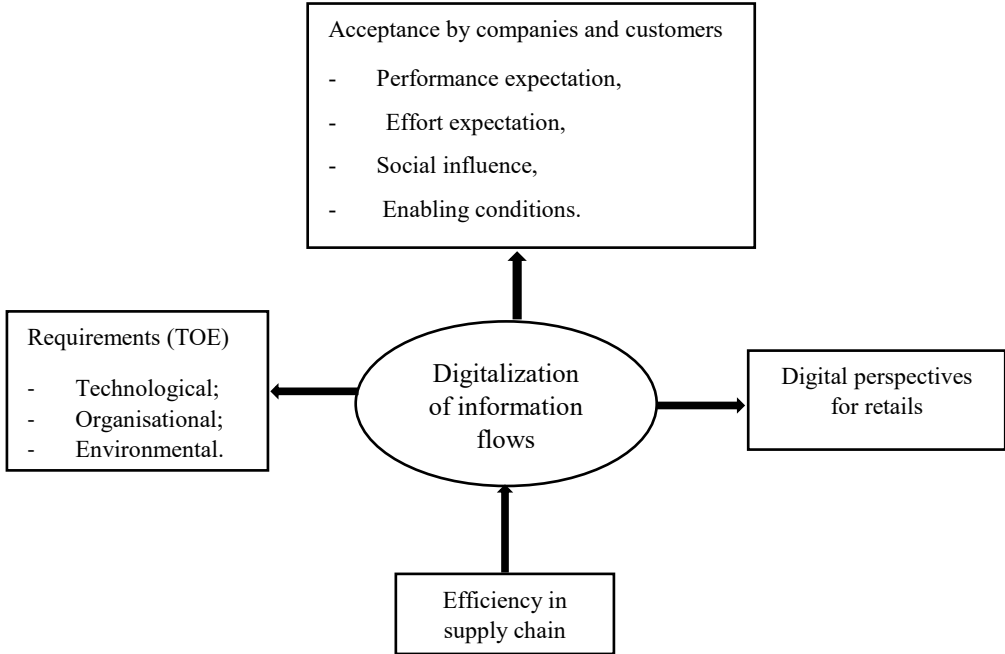 Acceptance by companies and customers
- Performance expectation,
- Effort expectation,
- Social influence,
- Enabling conditions.
Requirements (TOE)
- Technological;
- Organisational;
- Environmental.
Digitalization
of information
flows
Digital perspectives
for retails
Efficiency in
supply chain